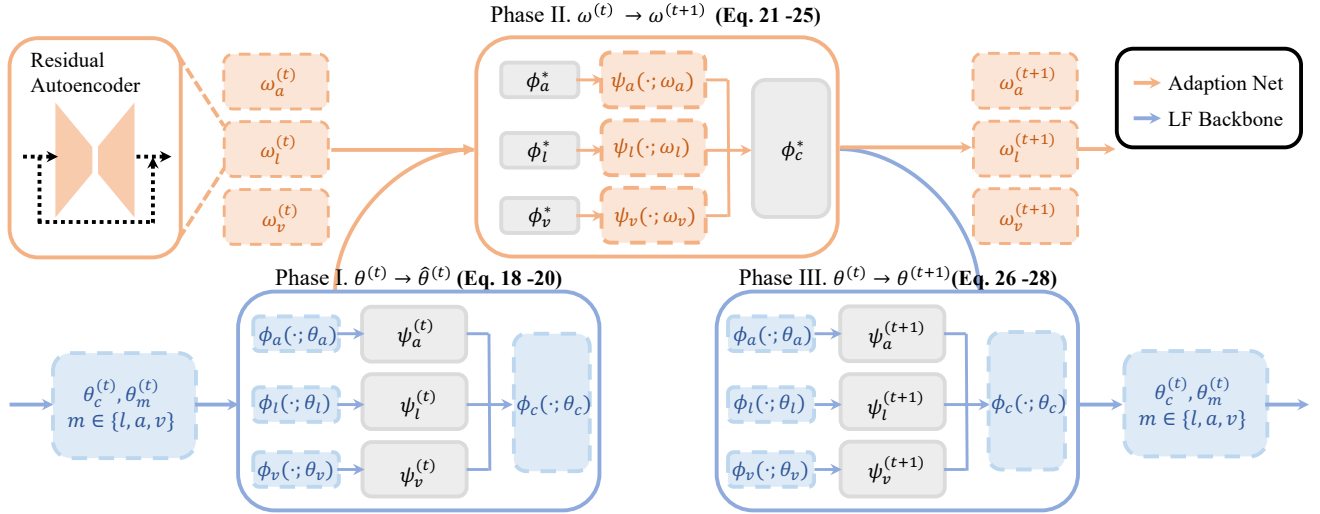 Phase II. ω^(t) → ω^(t+1) (Eq. 21 -25)
Residual
Autoencoder
ω_a^(t)
ω_l^(t)
ω_v^(t)
ϕ_a^*
ψ_a(·; ω_a)
ϕ_l^*
ψ_l(·; ω_l)
ϕ_v^*
ψ_v(·; ω_v)
ϕ_c^*
ω_a^(t+1)
ω_l^(t+1)
ω_v^(t+1)
Adaption Net
LF Backbone
Phase I. θ^(t) → θ̂^(t) (Eq. 18 -20)
θ_c^(t), θ_m^(t)
m ∈ {l, a, v}
ϕ_a(·; θ_a)
ψ_a^(t)
ϕ_l(·; θ_l)
ψ_l^(t)
ϕ_v(·; θ_v)
ψ_v^(t)
ϕ_c(·; θ_c)
Phase III. θ^(t) → θ^(t+1)(Eq. 26 -28)
ϕ_a(·; θ_a)
ψ_a^(t+1)
ϕ_l(·; θ_l)
ψ_l^(t+1)
ϕ_v(·; θ_v)
ψ_v^(t+1)
ϕ_c(·; θ_c)
θ_c^(t), θ_m^(t)
m ∈ {l, a, v}